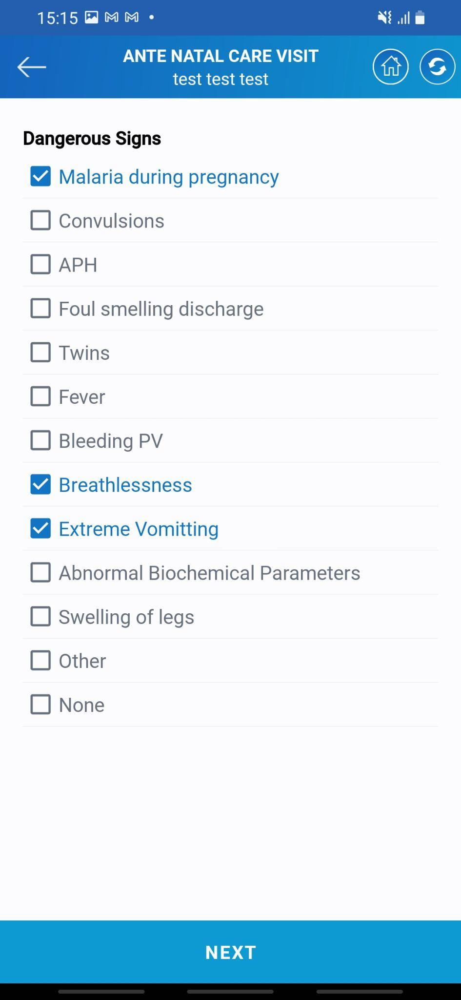 15:15
ANTE NATAL CARE VISIT
test test test
Dangerous Signs
Malaria during pregnancy
Convulsions
APH
Foul smelling discharge
Twins
Fever
Bleeding PV
Breathlessness
Extreme Vomitting
Abnormal Biochemical Parameters
Swelling of legs
Other
None
NEXT